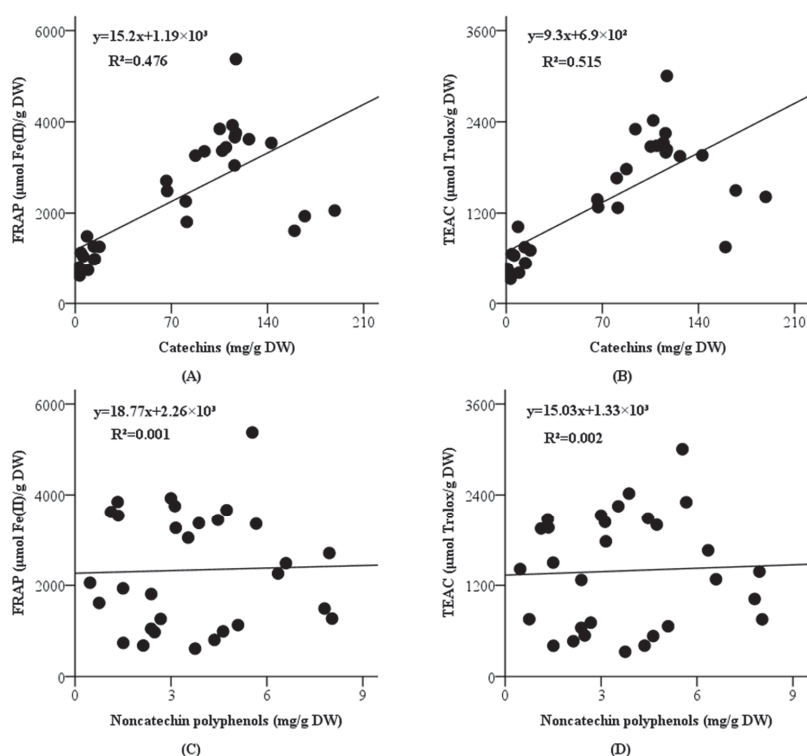 y=15.2x+1.19×10³
R²=0.476
FRAP (μmol Fe(II)/g DW)
6000
4000
2000
0
0 70 140 210
Catechins (mg/g DW)
(A)
y=9.3x+6.9×10²
R²=0.515
TEAC (μmol Trolox/g DW)
3600
2400
1200
0
0 70 140 210
Catechins (mg/g DW)
(B)
y=18.77x+2.26×10³
R²=0.001
FRAP (μmol Fe(II)/g DW)
6000
4000
2000
0
0 3 6 9
Noncatechin polyphenols (mg/g DW)
(C)
y=15.03x+1.33×10³
R²=0.002
TEAC (μmol Trolox/g DW)
3600
2400
1200
0
0 3 6 9
Noncatechin polyphenols (mg/g DW)
(D)